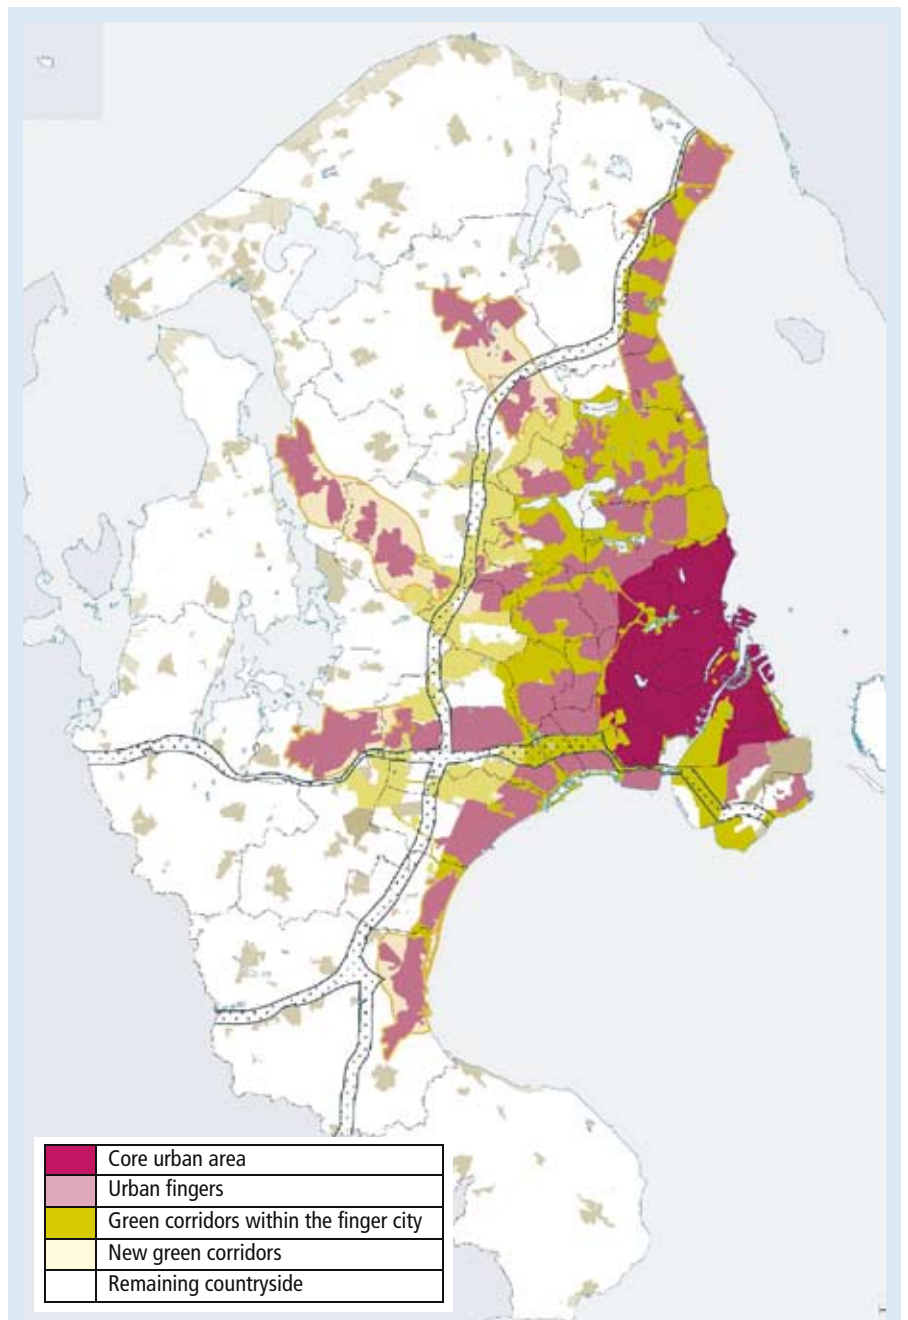 Core urban area
Urban fingers
Green corridors within the finger city
New green corridors
Remaining countryside